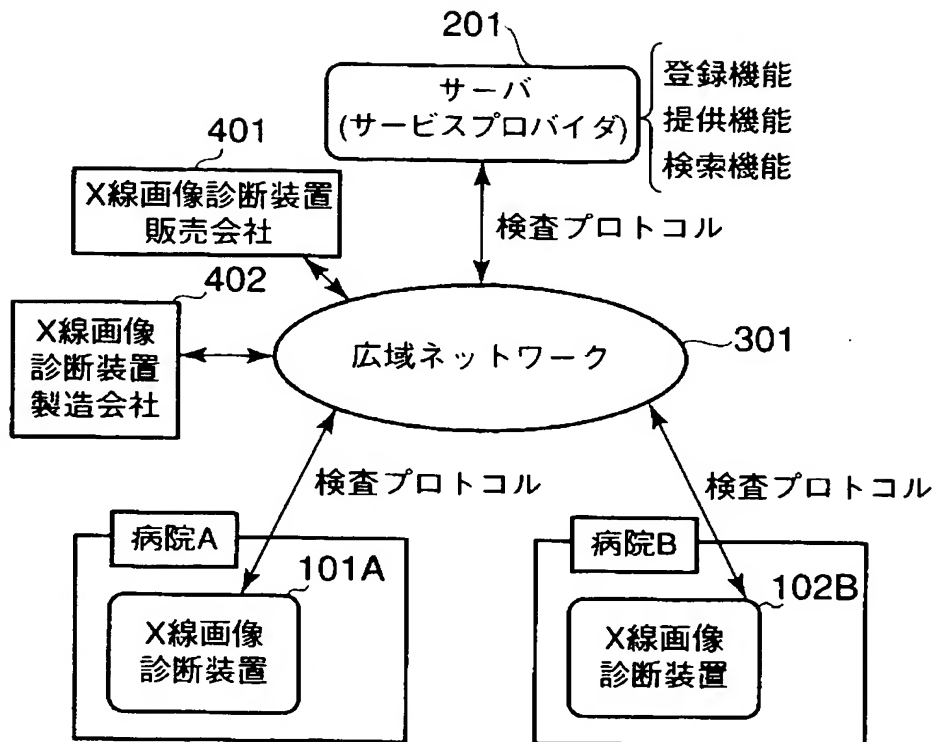 201
サーバ
(サービスプロバイダ)
登録機能
提供機能
検索機能
401
X線画像診断装置
販売会社
検査プロトコル
402
X線画像
診断装置
製造会社
広域ネットワーク
301
検査プロトコル
検査プロトコル
病院A
101A
X線画像
診断装置
病院B
102B
X線画像
診断装置